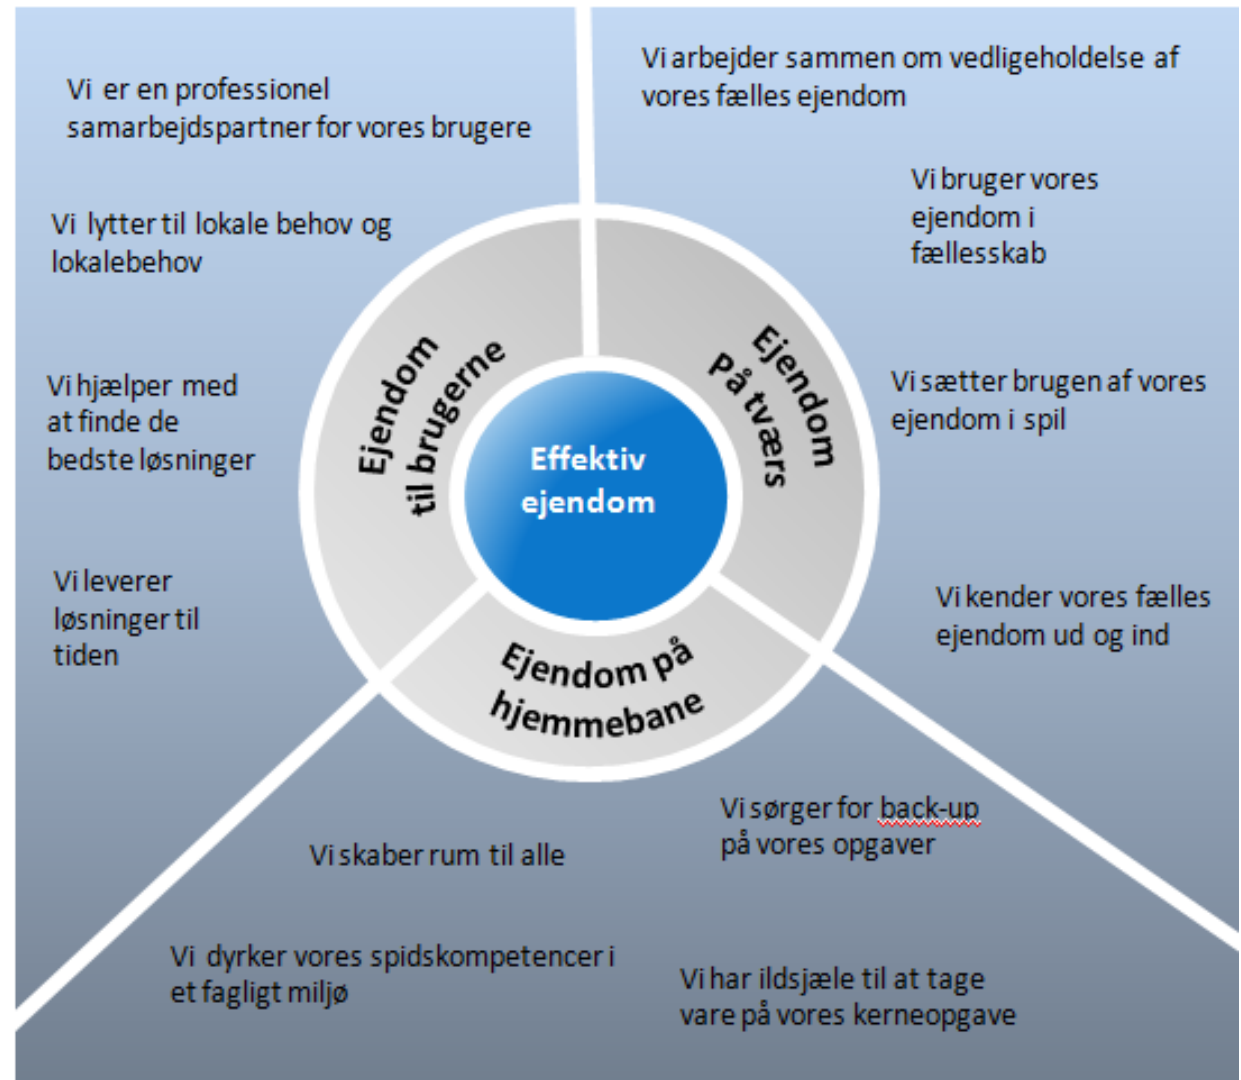 Vi er en professionel
samarbejdspartner for vores brugere
Vi lytter til lokale behov og
lokalebehov
Vi hjælper med
at finde de
bedste løsninger
Vi leverer
løsninger til
tiden
Vi arbejder sammen om vedligeholdelse af
vores fælles ejendom
Vi bruger vores
ejendom i
fællesskab
Vi sætter brugen af vores
ejendom i spil
Vi kender vores fælles
ejendom ud og ind
Ejendom
til brugerne
Ejendom
På tværs
Effektiv
ejendom
Ejendom på
hjemmebane
Vi skaber rum til alle
Vi sørger for back-up
på vores opgaver
Vi dyrker vores spidskompetencer i
et fagligt miljø
Vi har ildsjæle til at tage
vare på vores kerneopgave